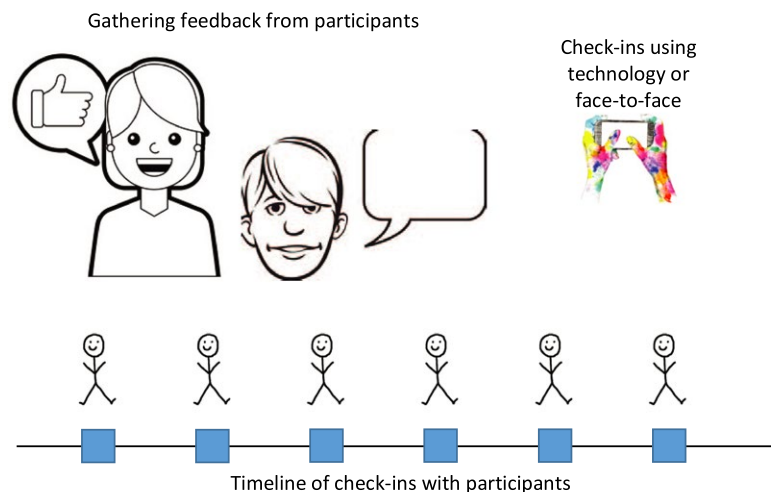 Gathering feedback from participants
Check-ins using
technology or
face-to-face
Timeline of check-ins with participants